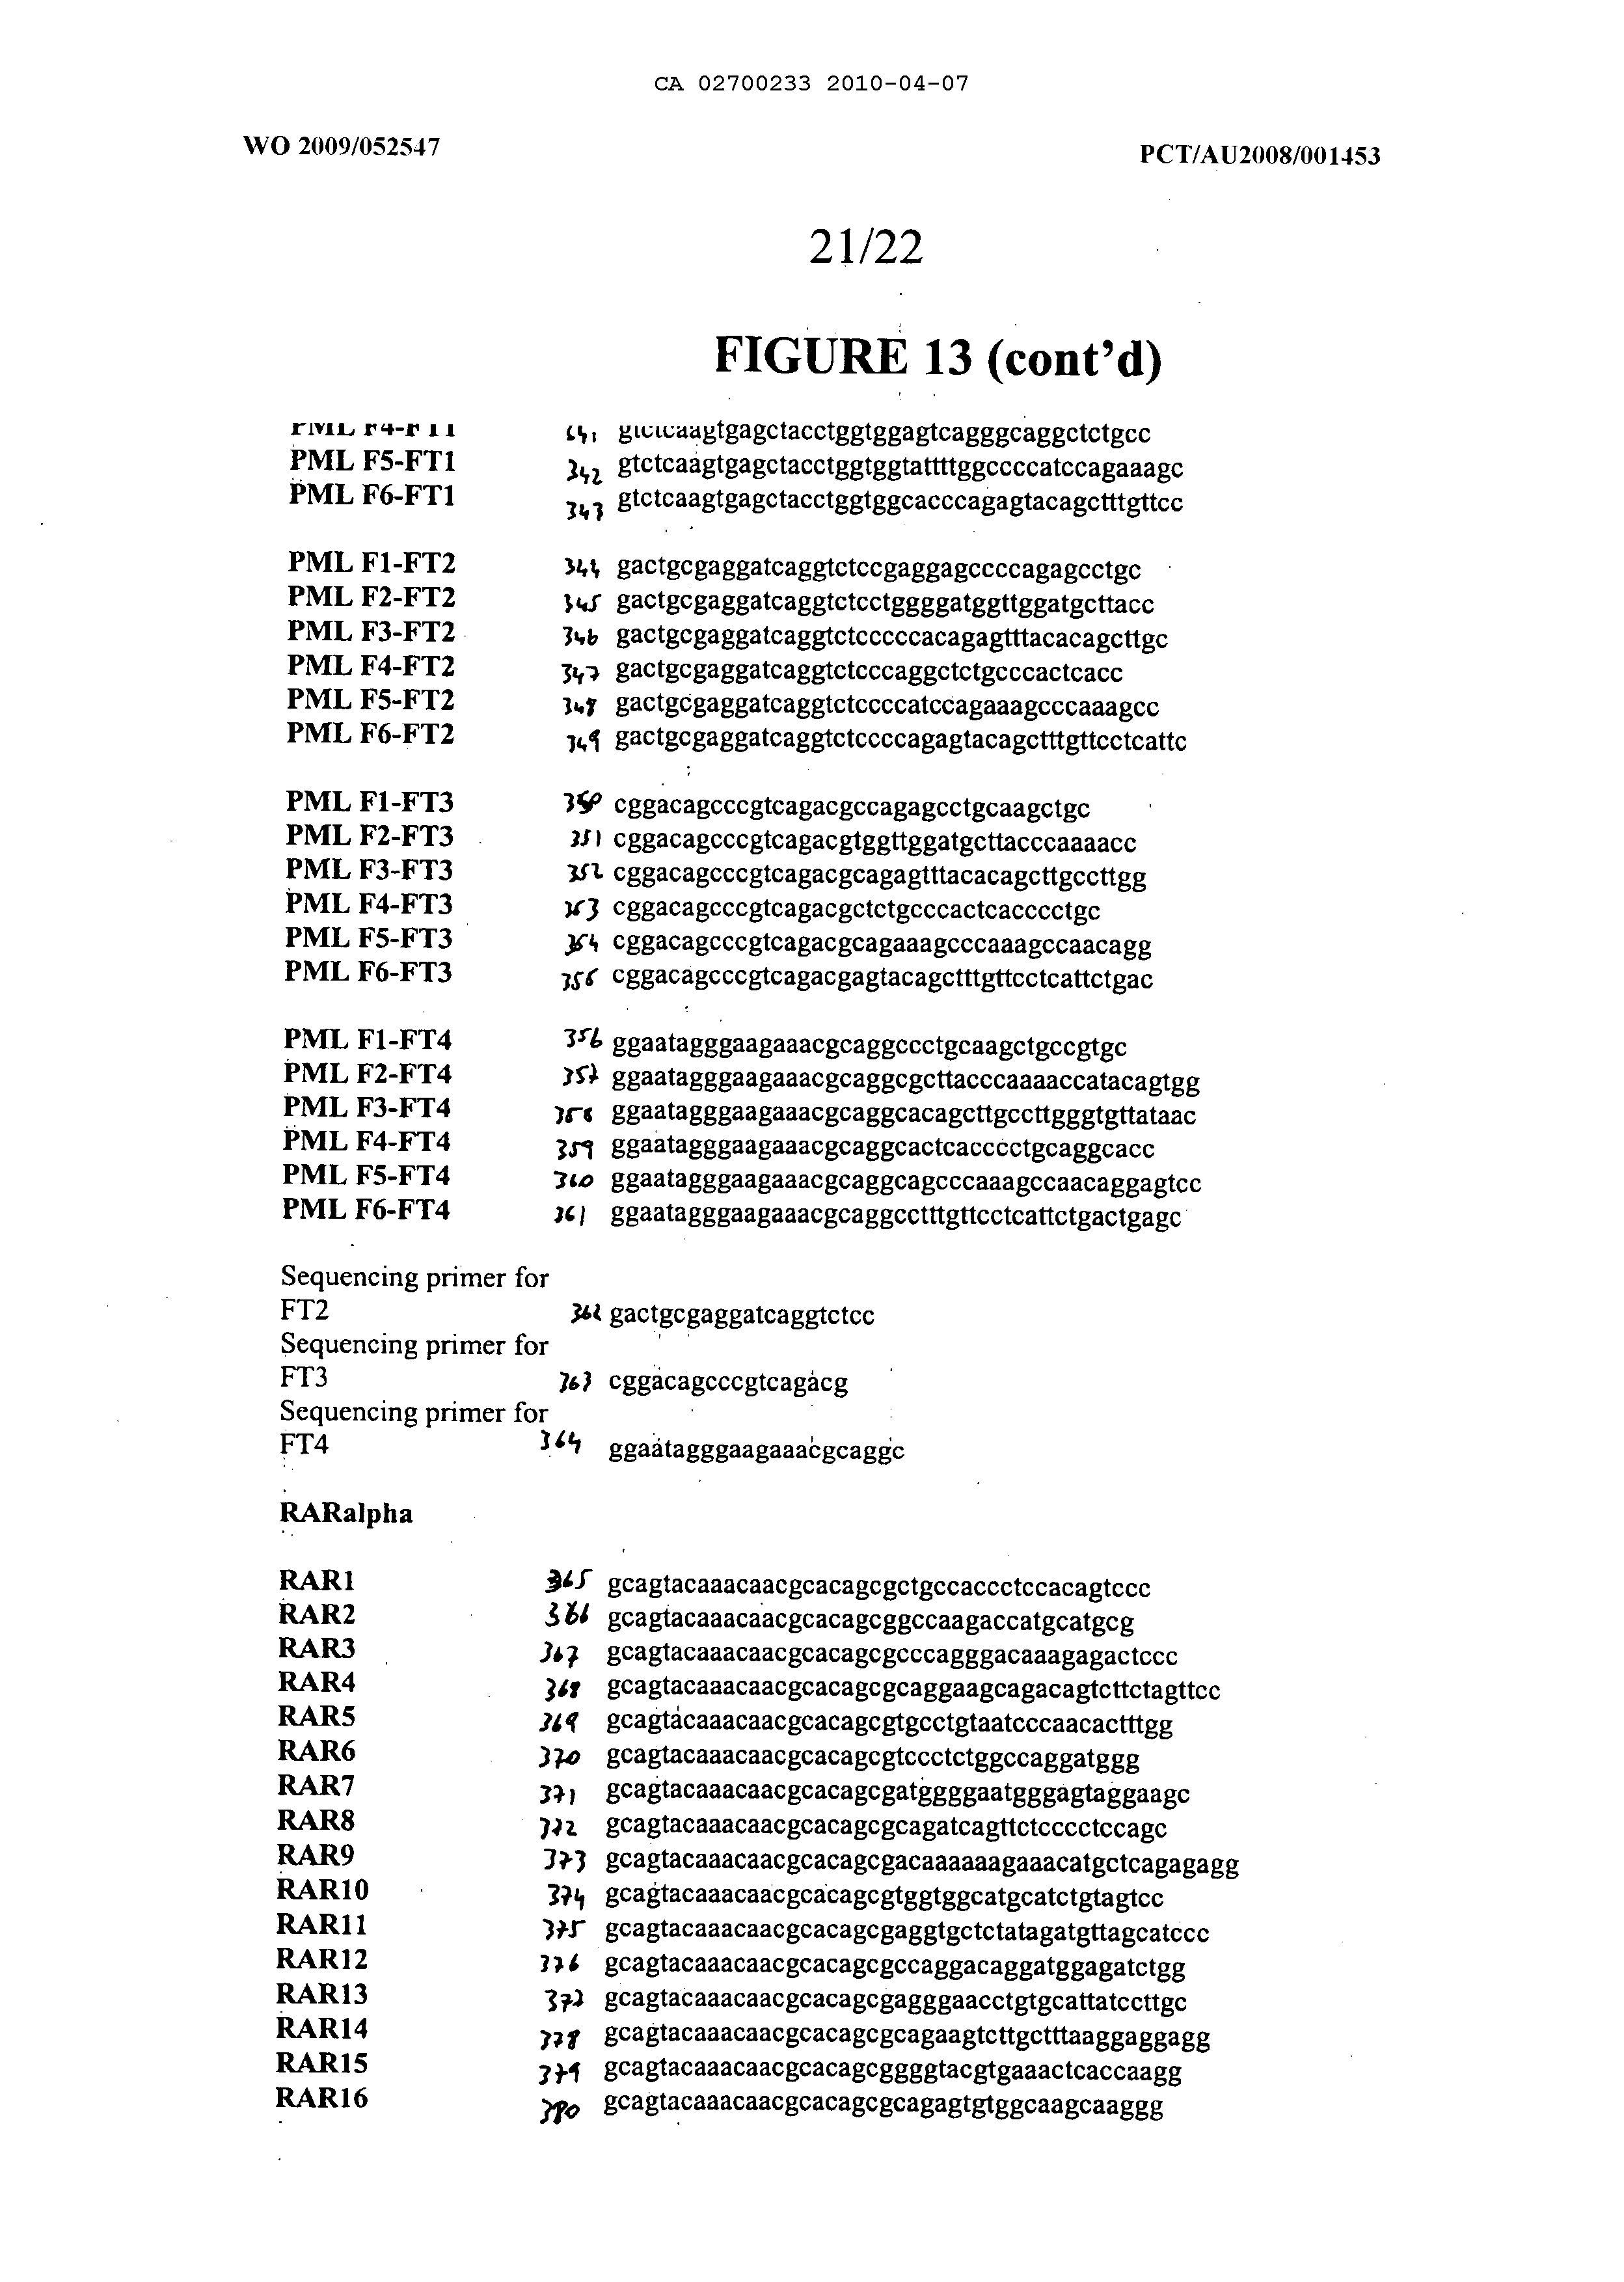 CA 02700233 2010-04-07
WO 2009/052547
PCT/AU2008/001453
21/22
FIGURE 13 (cont'd)
PML F4-FT1 341 gtctcaagtgagctacctggtggagtcagggcaggctctgcc
PML F5-FT1 342 gtctcaagtgagctacctggtggtattttggccccatccagaaagc
PML F6-FT1 343 gtctcaagtgagctacctggtggcacccagagtacagctttgttcc
PML F1-FT2 344 gactgcgaggatcaggtctccgaggagccccagagcctgc
PML F2-FT2 345 gactgcgaggatcaggtctcctggggatggttggatgcttacc
PML F3-FT2 346 gactgcgaggatcaggtctcccccacagagtttacacagcttgc
PML F4-FT2 347 gactgcgaggatcaggtctcccaggctctgcccactcacc
PML F5-FT2 348 gactgcgaggatcaggtctccccatccagaaagcccaaagcc
PML F6-FT2 349 gactgcgaggatcaggtctccccagagtacagctttgttcctcattc
PML F1-FT3 350 cggacagcccgtcagacgccagagcctgcaagctgc
PML F2-FT3 351 cggacagcccgtcagacgtggttggatgcttacccaaaacc
PML F3-FT3 352 cggacagcccgtcagacgcagagtttacacagcttgccttgg
PML F4-FT3 353 cggacagcccgtcagacgctctgcccactcacccctgc
PML F5-FT3 354 cggacagcccgtcagacgcagaaagcccaaagccaacagg
PML F6-FT3 355 cggacagcccgtcagacgagtacagctttgttcctcattctgac
PML F1-FT4 356 ggaatagggaagaaacgcaggccctgcaagctgccgtgc
PML F2-FT4 357 ggaatagggaagaaacgcaggcgcttacccaaaaccatacagtgg
PML F3-FT4 358 ggaatagggaagaaacgcaggcacagcttgccttgggtgttataac
PML F4-FT4 359 ggaatagggaagaaacgcaggcactcacccctgcaggcacc
PML F5-FT4 360 ggaatagggaagaaacgcaggcagcccaaagccaacaggagtcc
PML F6-FT4 361 ggaatagggaagaaacgcaggcctttgttcctcattctgactgagc
Sequencing primer for
FT2 362 gactgcgaggatcaggtctcc
Sequencing primer for
FT3 363 cggacagcccgtcagacg
Sequencing primer for
FT4 364 ggaatagggaagaaacgcaggc
RARalpha
RAR1 365 gcagtacaaacaacgcacagcgctgccaccctccacagtccc
RAR2 366 gcagtacaaacaacgcacagcggccaagaccatgcatgcg
RAR3 367 gcagtacaaacaacgcacagcgcccagggacaaagagactccc
RAR4 368 gcagtacaaacaacgcacagcgcaggaagcagacagtcttctagttcc
RAR5 369 gcagtacaaacaacgcacagcgtgcctgtaatcccaacactttgg
RAR6 370 gcagtacaaacaacgcacagcgtccctctggccaggatggg
RAR7 371 gcagtacaaacaacgcacagcgatggggaatgggagtaggaagc
RAR8 372 gcagtacaaacaacgcacagcgcagatcagttctcccctccagc
RAR9 373 gcagtacaaacaacgcacagcgacaaaaaagaaacatgctcagagagg
RAR10 374 gcagtacaaacaacgcacagcgtggtggcatgcatctgtagtcc
RAR11 375 gcagtacaaacaacgcacagcgaggtgctctatagatgttagcatccc
RAR12 376 gcagtacaaacaacgcacagcgccaggacaggatggagatctgg
RAR13 377 gcagtacaaacaacgcacagcgagggaacctgtgcattatccttgc
RAR14 378 gcagtacaaacaacgcacagcgcagaagtcttgctttaaggaggagg
RAR15 379 gcagtacaaacaacgcacagcggggtacgtgaaactcaccaagg
RAR16 380 gcagtacaaacaacgcacagcgcagagtgtggcaagcaaggg